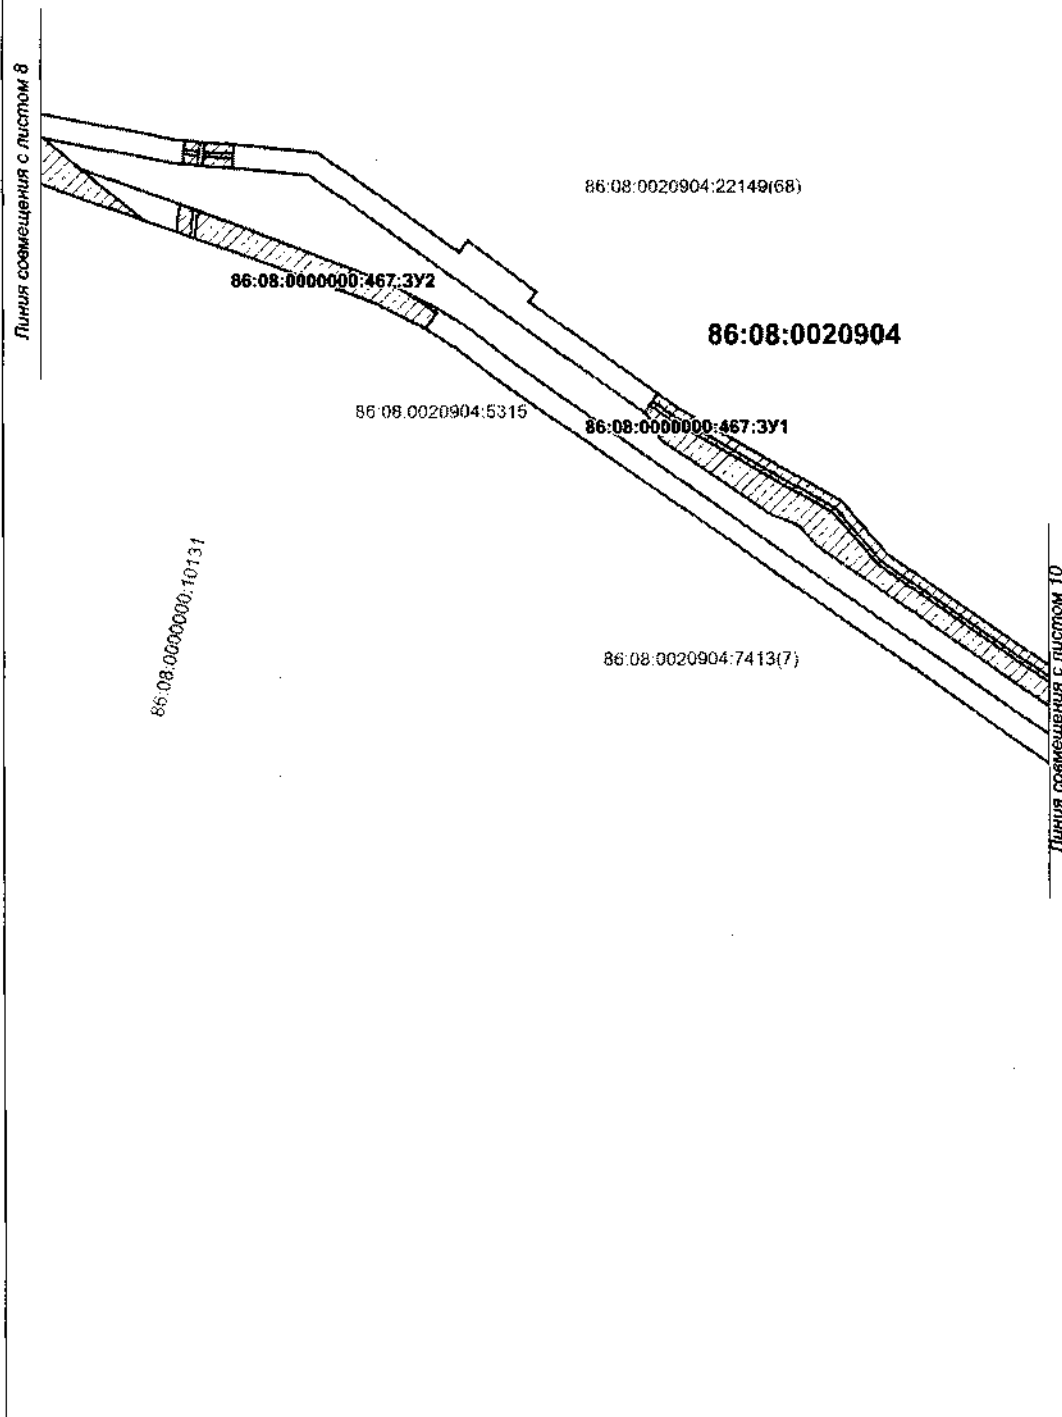 Линия совмещения с листом 8
86:08:0020904:22149(68)
86:08:0000000:467:ЗУ2
86:08:0020904
86:08:0020904:5315
86:08:0000000:467:ЗУ1
86:08:0000000:10131
86:08:0020904:7413(7)
Линия совмещения с листом 10